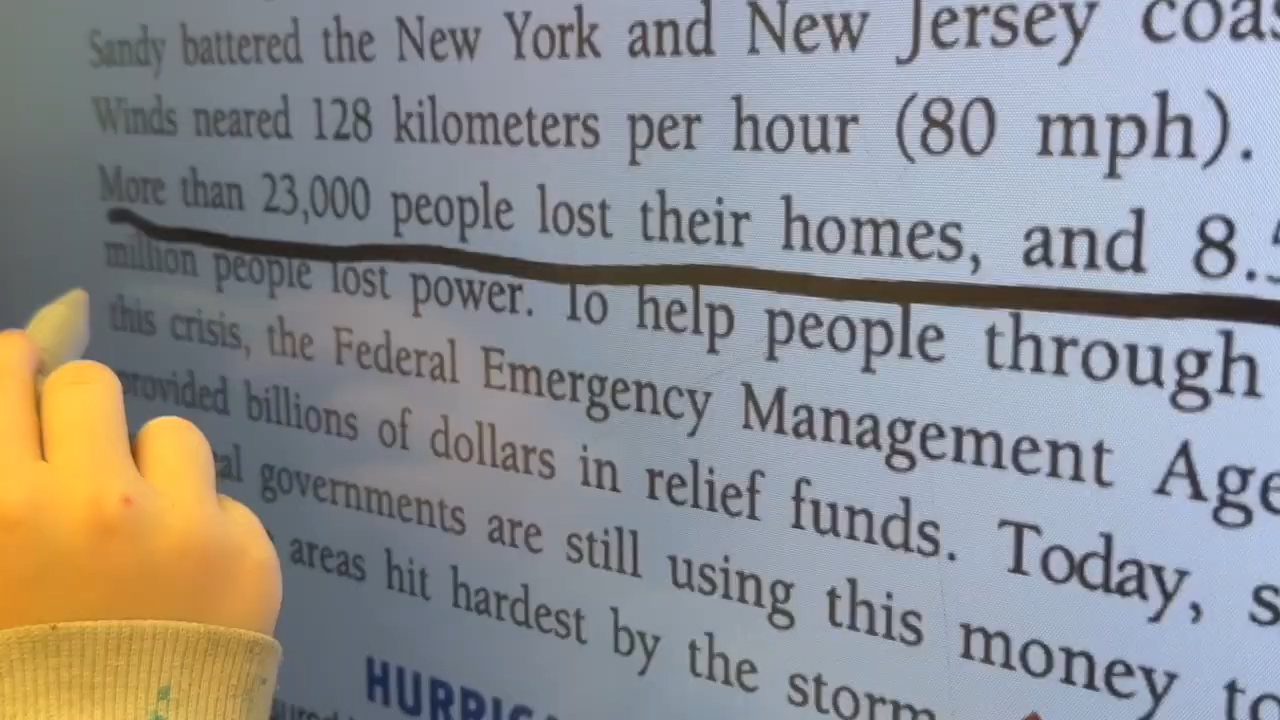 Sandy battered the New York and New Jersey
Winds neared 128 kilometers per hour (80 mph).
More than 23,000 people lost their homes, and 8.
million people lost power. To help people through
this crisis, the Federal Emergency Management
provided billions of dollars in relief funds. Today,
governments are still using this money
areas hit hardest by the storm